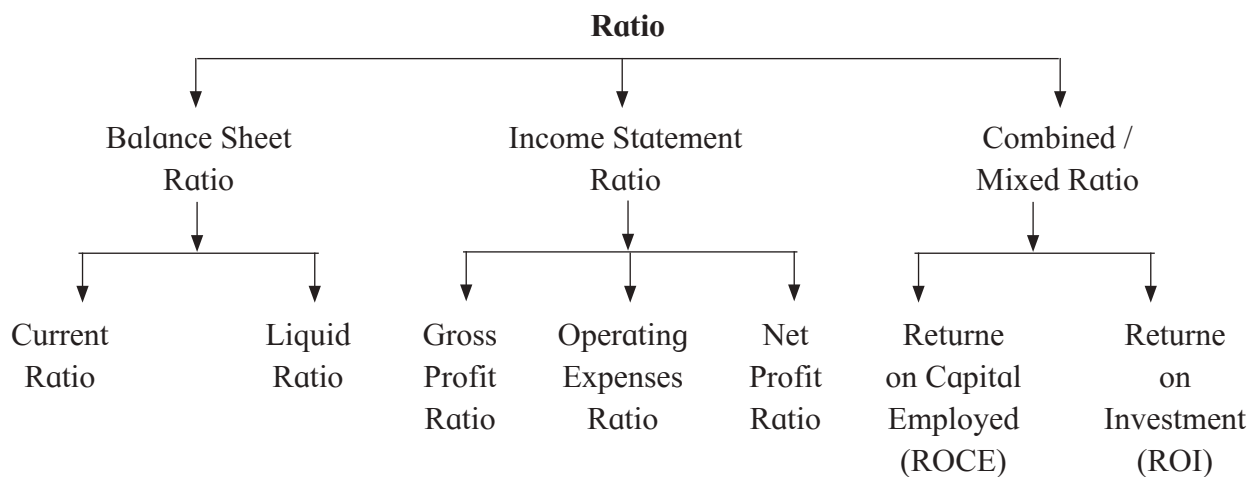 Ratio
Balance Sheet
Ratio
Income Statement
Ratio
Combined /
Mixed Ratio
Current
Ratio
Liquid
Ratio
Gross
Profit
Ratio
Operating
Expenses
Ratio
Net
Profit
Ratio
Returne
on Capital
Employed
(ROCE)
Returne
on
Investment
(ROI)